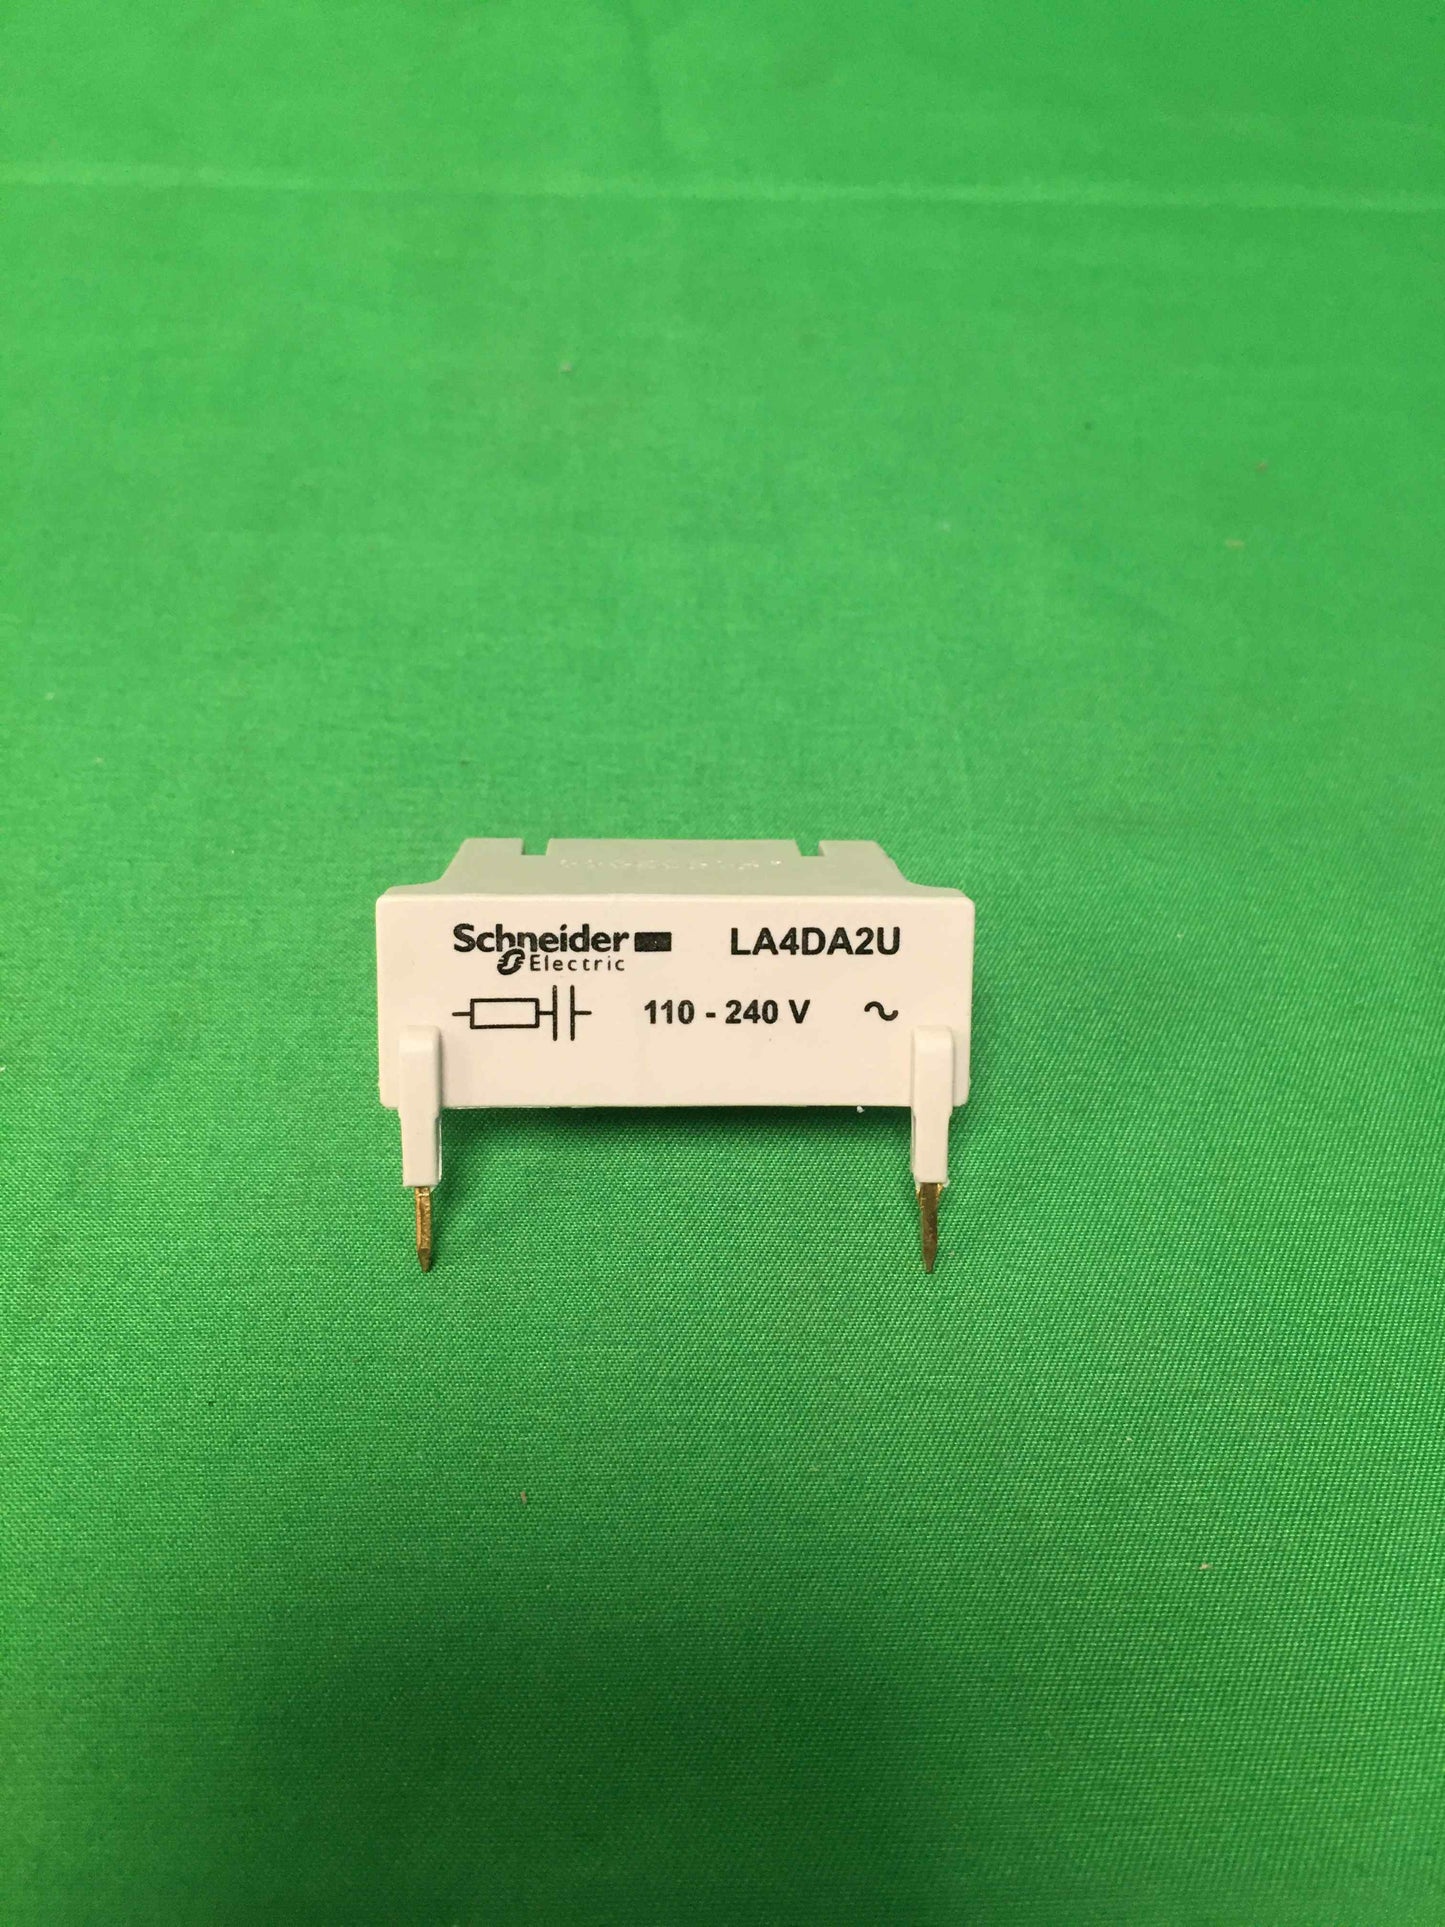 Schneider LA4DA2U
Electric
110 - 240 V ~